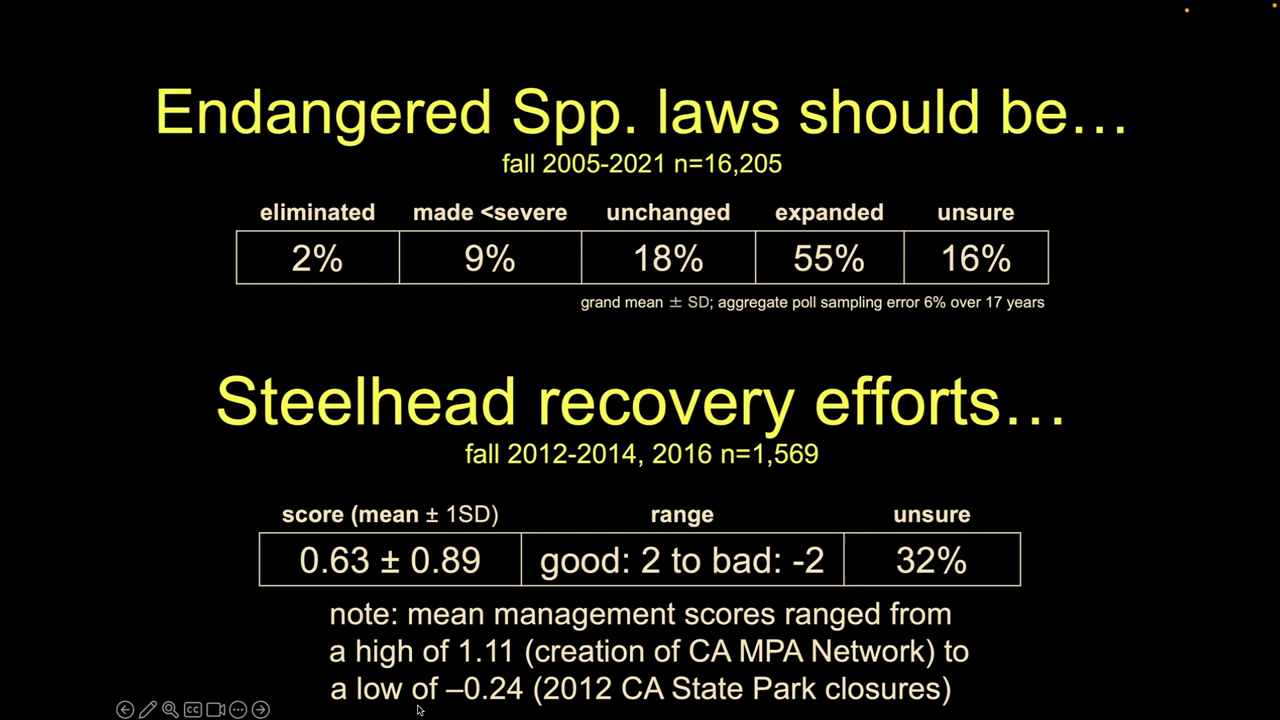 Endangered Spp. laws should be…
fall 2005-2021 n=16,205
eliminated made <severe unchanged expanded unsure
2% 9% 18% 55% 16%
grand mean ± SD; aggregate poll sampling error 6% over 17 years
Steelhead recovery efforts…
fall 2012-2014, 2016 n=1,569
score (mean ± 1SD) range unsure
0.63 ± 0.89 good: 2 to bad: -2 32%
note: mean management scores ranged from
a high of 1.11 (creation of CA MPA Network) to
a low of –0.24 (2012 CA State Park closures)
CC